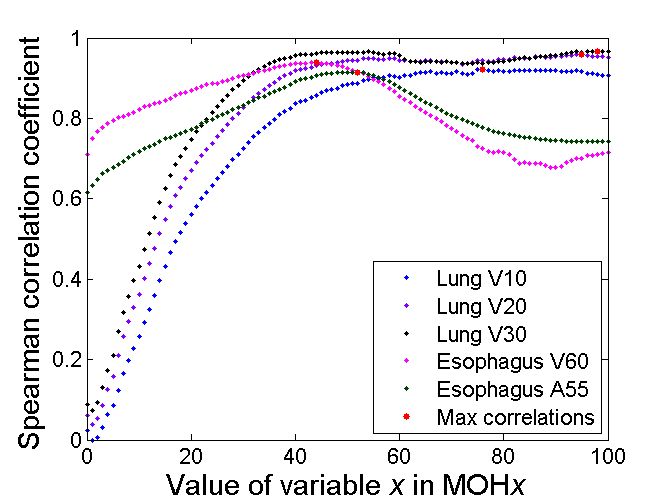 1
0.8
0.6
0.4
0.2
0
0 20 40 60 80 100
Spearman correlation coefficient
Value of variable x in MOHx
Lung V10
Lung V20
Lung V30
Esophagus V60
Esophagus A55
Max correlations